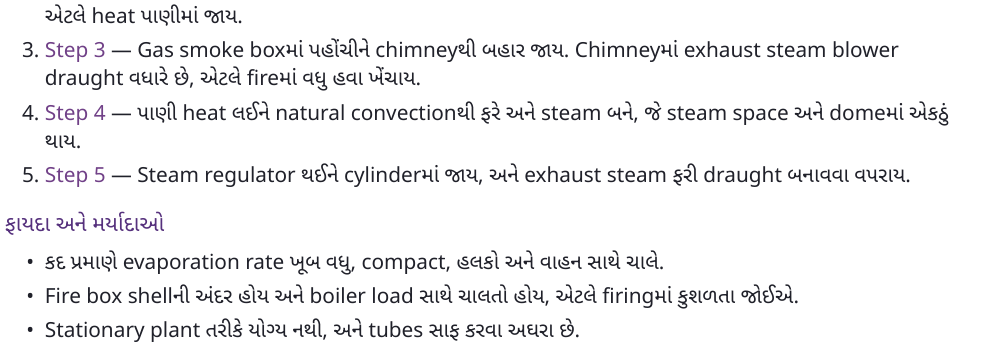 એટલે heat પાણીમાં જાય.
3. Step 3 — Gas smoke boxમાં પહોંચીને chimneyથી બહાર જાય. Chimneyમાં exhaust steam blower
draught વધારે છે, એટલે fireમાં વધુ હવા ખેંચાય.
4. Step 4 — પાણી heat લઈને natural convectionથી ફરે અને steam બને, જે steam space અને domeમાં એકઠું
થાય.
5. Step 5 — Steam regulator થઈને cylinderમાં જાય, અને exhaust steam ફરી draught બનાવવા વપરાય.
ફાયદા અને મર્યાદાઓ
• કદ પ્રમાણે evaporation rate ખૂબ વધુ, compact, હલકો અને વાહન સાથે ચાલે.
• Fire box shellની અંદર હોય અને boiler load સાથે ચાલતો હોય, એટલે firingમાં કુશળતા જોઈએ.
• Stationary plant તરીકે યોગ્ય નથી, અને tubes સાફ કરવા અઘરા છે.